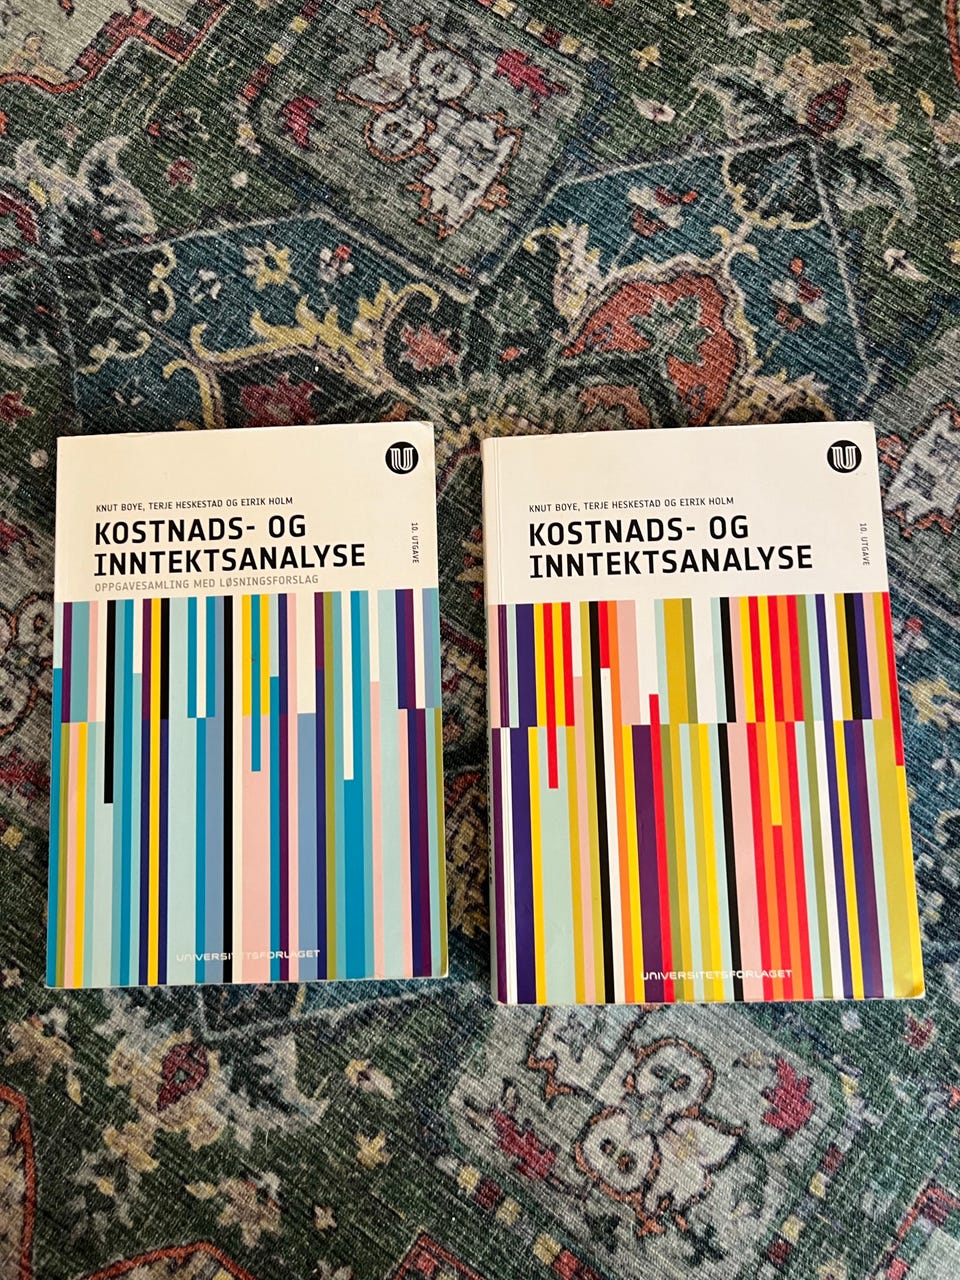 KNUT BOYE, TERJE HESKESTAD OG EIRIK HOLM
KOSTNADS- OG
INNTEKTSANALYSE
OPPGAVESAMLING MED LØSNINGSFORSLAG
10. UTGAVE
UNIVERSITETSFORLAGET
KNUT BOYE, TERJE HESKESTAD OG EIRIK HOLM
KOSTNADS- OG
INNTEKTSANALYSE
10. UTGAVE
UNIVERSITETSFORLAGET